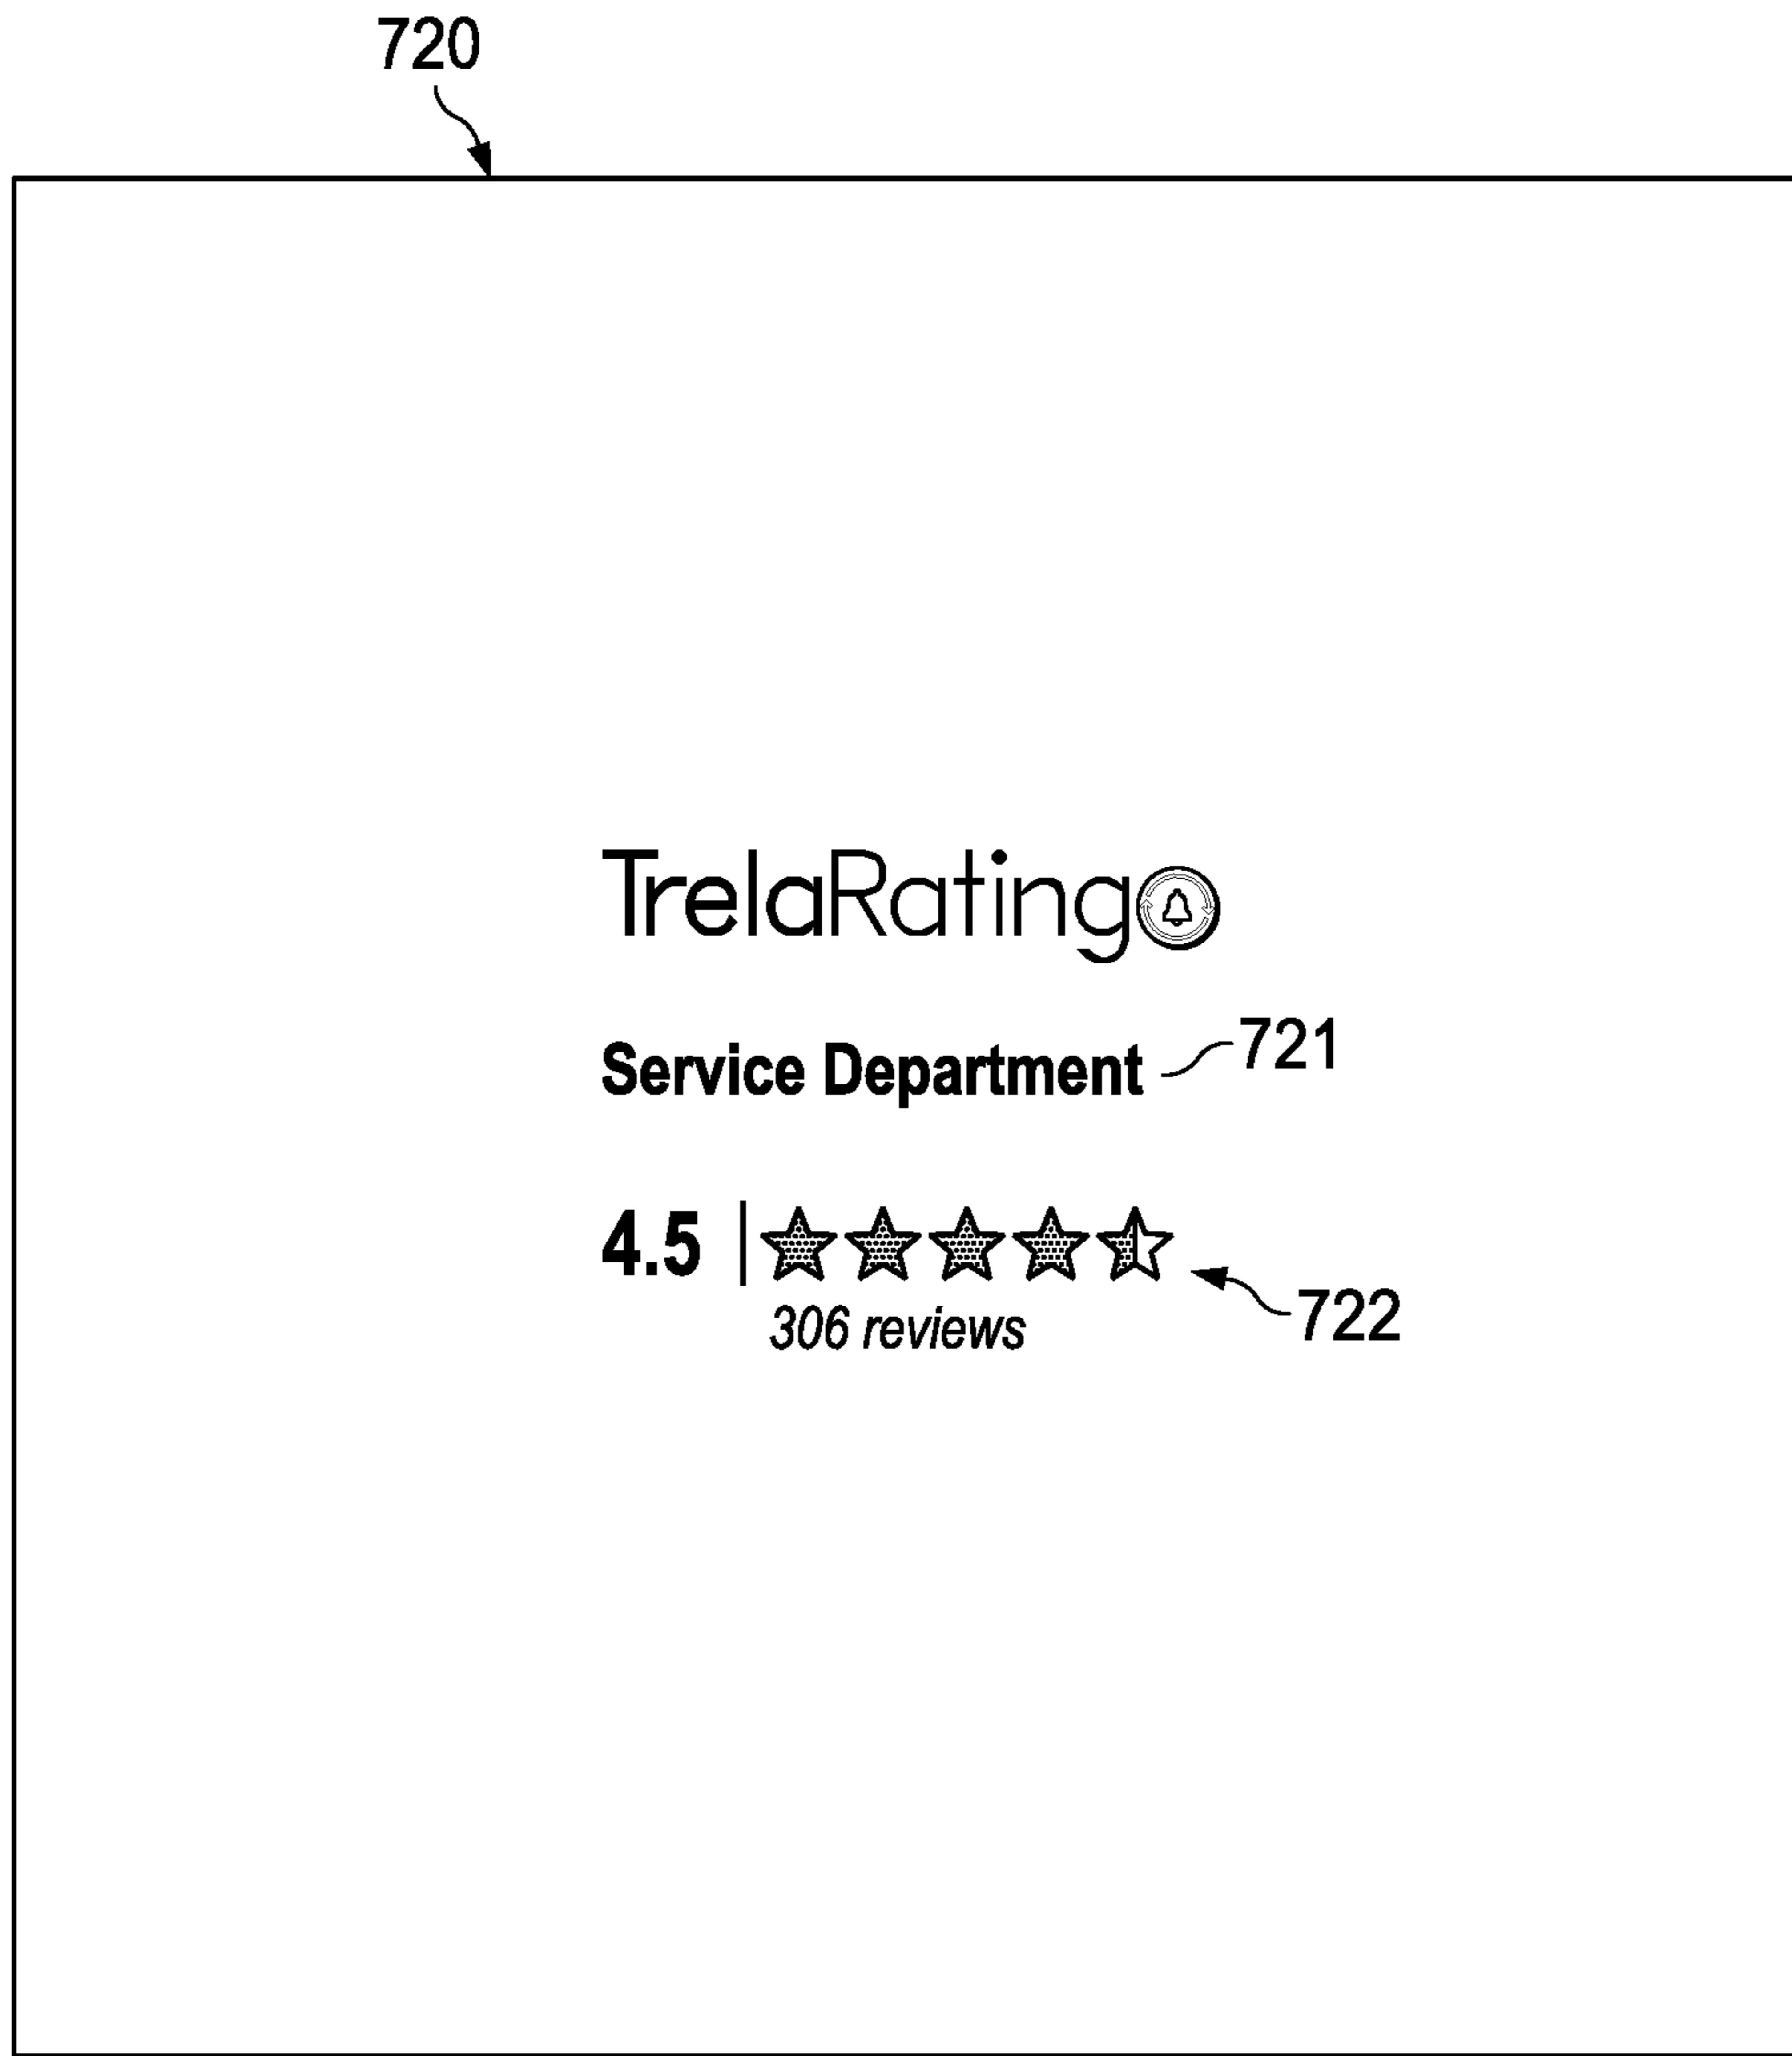 720
TrelaRating
Service Department
721
4.5
306 reviews
722